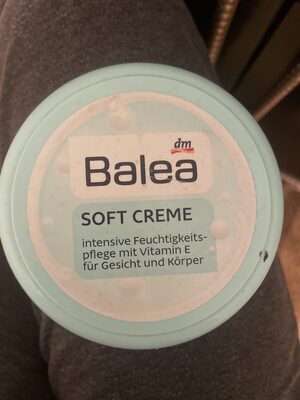 dm
Balea
SOFT CREME
intensive Feuchtigkeits-
pflege mit Vitamin E
für Gesicht und Körper